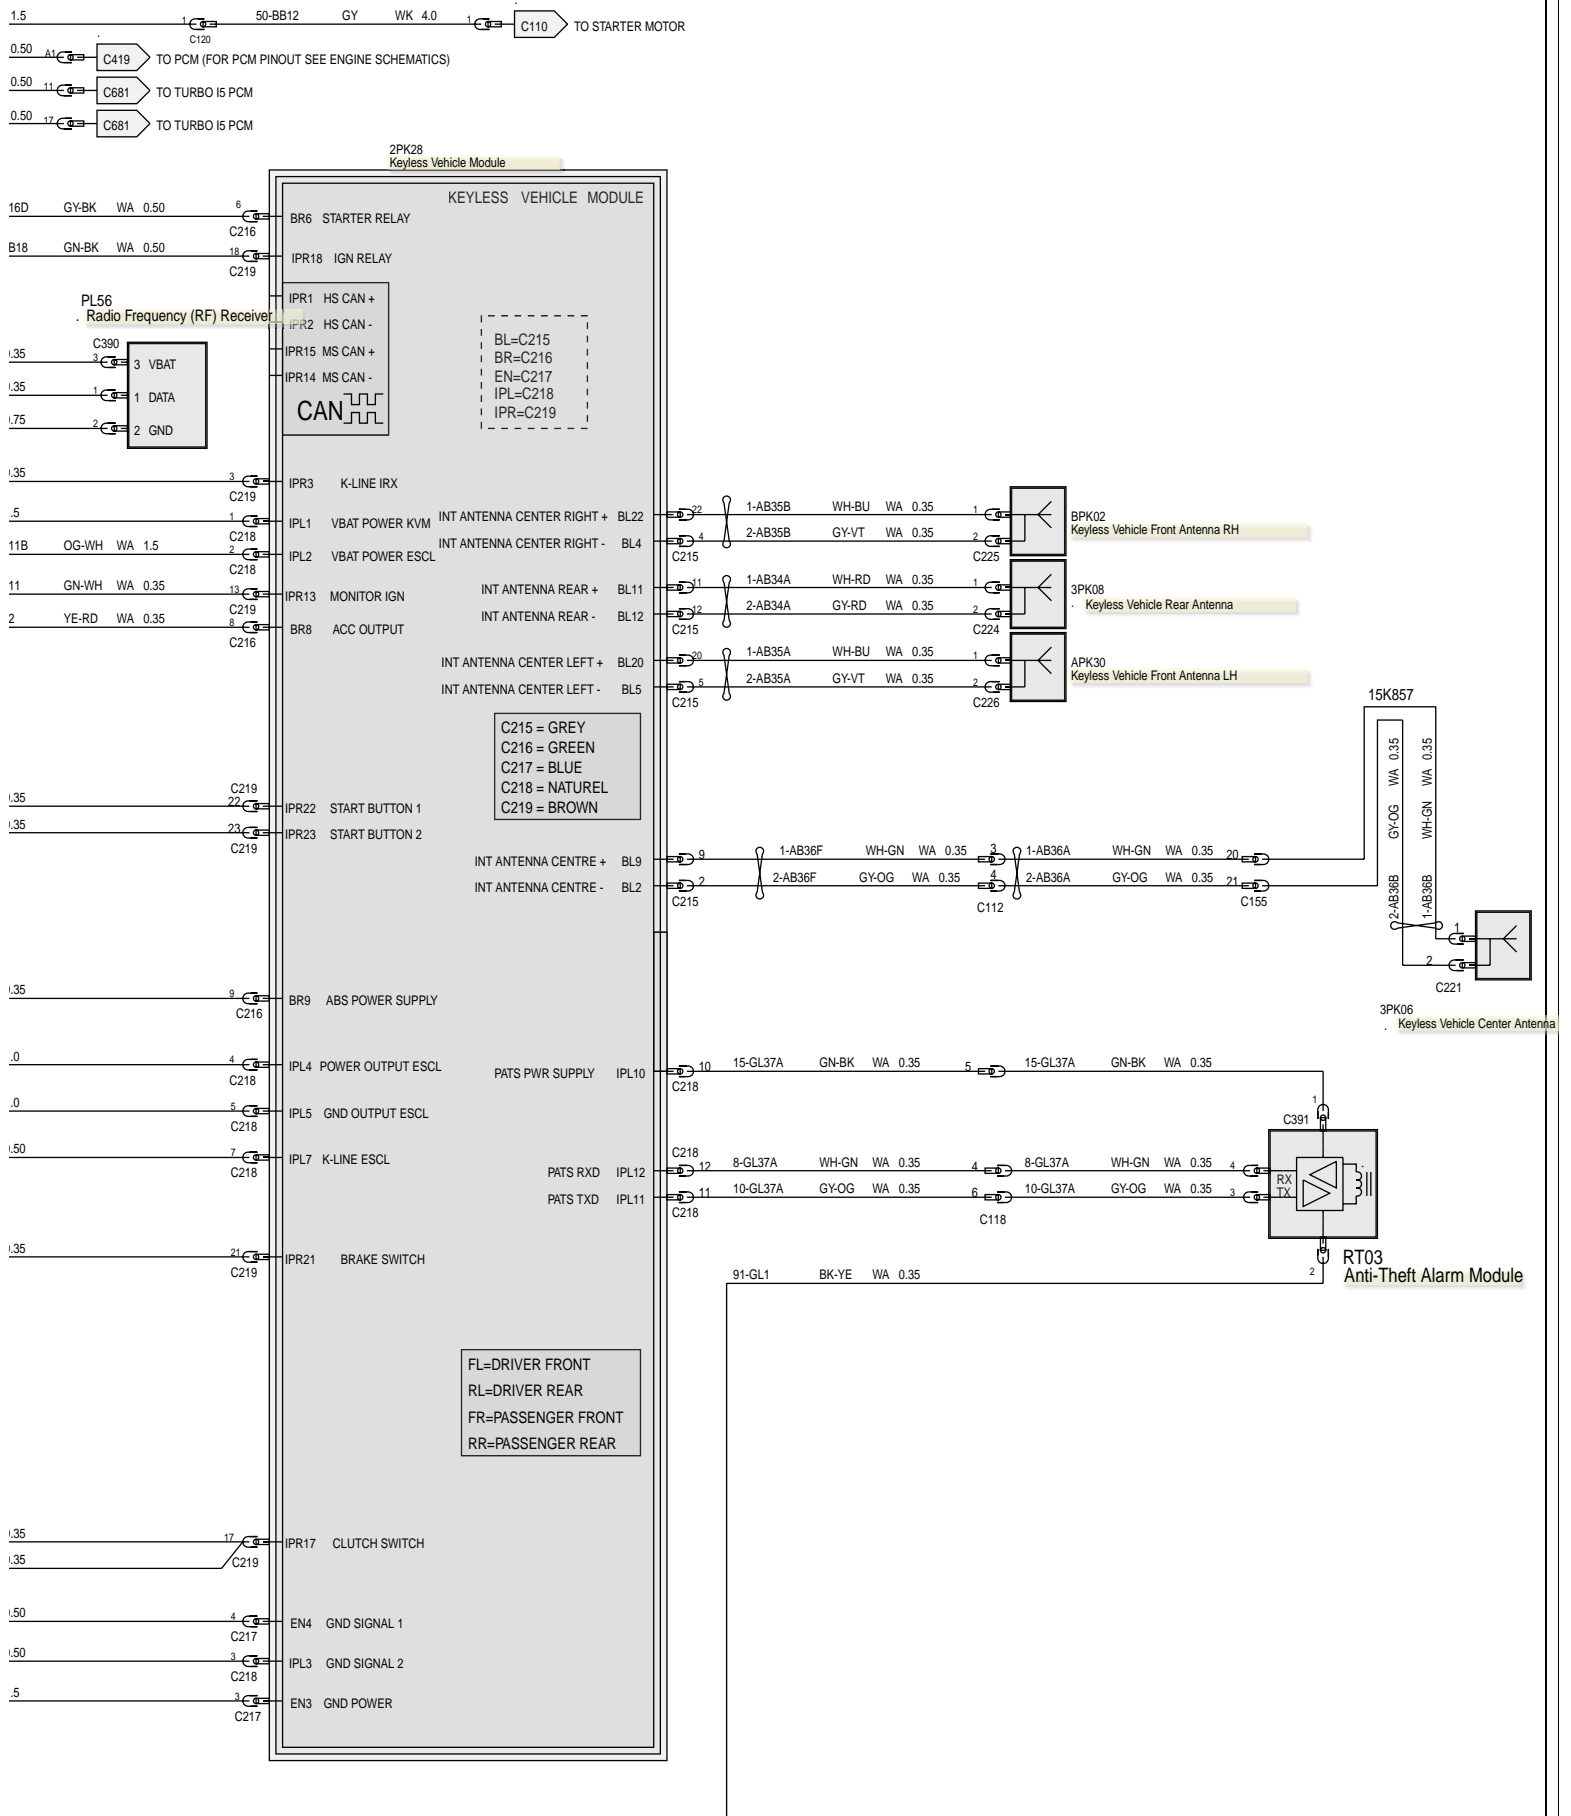 1.5 1 C120 50-BB12 GY WK 4.0 1 C110 TO STARTER MOTOR
0.50 A1 C419 TO PCM (FOR PCM PINOUT SEE ENGINE SCHEMATICS)
0.50 11 C681 TO TURBO I5 PCM
0.50 17 C681 TO TURBO I5 PCM
2PK28
Keyless Vehicle Module
KEYLESS VEHICLE MODULE
16D GY-BK WA 0.50 6 C216 BR6 STARTER RELAY
B18 GN-BK WA 0.50 18 C219 IPR18 IGN RELAY
PL56
Radio Frequency (RF) Receiver
IPR1 HS CAN +
IPR2 HS CAN -
IPR15 MS CAN +
IPR14 MS CAN -
CAN
C390
.35 3 3 VBAT
.35 1 1 DATA
.75 2 2 GND
BL=C215
BR=C216
EN=C217
IPL=C218
IPR=C219
.35 3 C219 IPR3 K-LINE IRX
.5 1 C218 IPL1 VBAT POWER KVM
11B OG-WH WA 1.5 2 C218 IPL2 VBAT POWER ESCL
11 GN-WH WA 0.35 13 C219 IPR13 MONITOR IGN
2 YE-RD WA 0.35 8 C216 BR8 ACC OUTPUT
INT ANTENNA CENTER RIGHT + BL22 22 1-AB35B WH-BU WA 0.35 1
INT ANTENNA CENTER RIGHT - BL4 4 2-AB35B GY-VT WA 0.35 2
C215 C225
BPK02
Keyless Vehicle Front Antenna RH
INT ANTENNA REAR + BL11 11 1-AB34A WH-RD WA 0.35 1
INT ANTENNA REAR - BL12 12 2-AB34A GY-RD WA 0.35 2
C215 C224
3PK08
Keyless Vehicle Rear Antenna
INT ANTENNA CENTER LEFT + BL20 20 1-AB35A WH-BU WA 0.35 1
INT ANTENNA CENTER LEFT - BL5 5 2-AB35A GY-VT WA 0.35 2
C215 C226
APK30
Keyless Vehicle Front Antenna LH
C215 = GREY
C216 = GREEN
C217 = BLUE
C218 = NATUREL
C219 = BROWN
15K857
GY-OG WA 0.35
WH-GN WA 0.35
2-AB36B
1-AB36B
C219
.35 22 IPR22 START BUTTON 1
.35 23 IPR23 START BUTTON 2
C219
INT ANTENNA CENTRE + BL9 9 1-AB36F WH-GN WA 0.35 3 1-AB36A WH-GN WA 0.35 20
INT ANTENNA CENTRE - BL2 2 2-AB36F GY-OG WA 0.35 4 2-AB36A GY-OG WA 0.35 21
C215 C112 C155
1
2
C221
3PK06
Keyless Vehicle Center Antenna
.35 9 C216 BR9 ABS POWER SUPPLY
.0 4 C218 IPL4 POWER OUTPUT ESCL
.0 5 C218 IPL5 GND OUTPUT ESCL
.50 7 C218 IPL7 K-LINE ESCL
PATS PWR SUPPLY IPL10 10 C218 15-GL37A GN-BK WA 0.35 5 15-GL37A GN-BK WA 0.35
1
C391
C218
PATS RXD IPL12 12 8-GL37A WH-GN WA 0.35 4 8-GL37A WH-GN WA 0.35 4 RX
PATS TXD IPL11 11 10-GL37A GY-OG WA 0.35 6 10-GL37A GY-OG WA 0.35 3 TX
C218 C118
RT03
Anti-Theft Alarm Module
.35 21 C219 IPR21 BRAKE SWITCH
91-GL1 BK-YE WA 0.35 2
FL=DRIVER FRONT
RL=DRIVER REAR
FR=PASSENGER FRONT
RR=PASSENGER REAR
.35 17 IPR17 CLUTCH SWITCH
.35 C219
.50 4 C217 EN4 GND SIGNAL 1
.50 3 C218 IPL3 GND SIGNAL 2
.5 3 C217 EN3 GND POWER